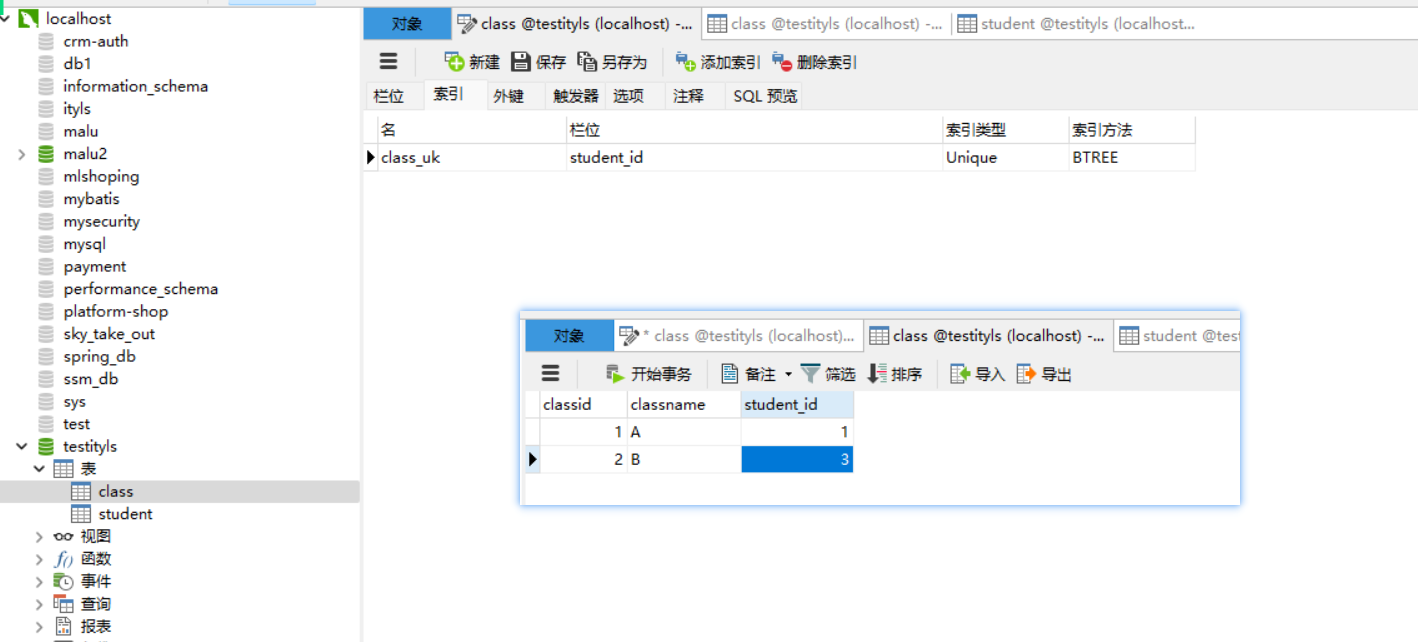 localhost
crm-auth
db1
information_schema
ityls
malu
malu2
mlshoping
mybatis
mysecurity
mysql
payment
performance_schema
platform-shop
sky_take_out
spring_db
ssm_db
sys
test
testityls
表
class
student
视图
函数
事件
查询
报表
对象 class @testityls (localhost) -... class @testityls (localhost) -... student @testityls (localhost...
新建 保存 另存为 添加索引 删除索引
栏位 索引 外键 触发器 选项 注释 SQL 预览
名 栏位 索引类型 索引方法
class_uk student_id Unique BTREE
对象 * class @testityls (localhost)... class @testityls (localhost) -... student @test
开始事务 备注 筛选 排序 导入 导出
classid classname student_id
1 A 1
2 B 3